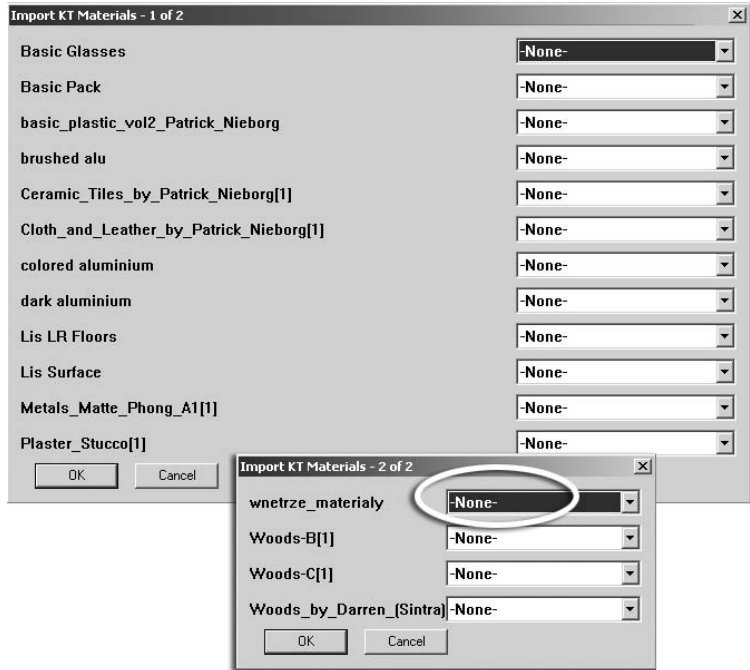 Import KT Materials - 1 of 2
Basic Glasses -None-
Basic Pack -None-
basic_plastic_vol2_Patrick_Nieborg -None-
brushed alu -None-
Ceramic_Tiles_by_Patrick_Nieborg[1] -None-
Cloth_and_Leather_by_Patrick_Nieborg[1] -None-
colored aluminium -None-
dark aluminium -None-
Lis LR Floors -None-
Lis Surface -None-
Metals_Matte_Phong_A1[1] -None-
Plaster_Stucco[1] -None-
OK Cancel
Import KT Materials - 2 of 2
wnetrze_materialy -None-
Woods-B[1] -None-
Woods-C[1] -None-
Woods_by_Darren_(Sintra) -None-
OK Cancel